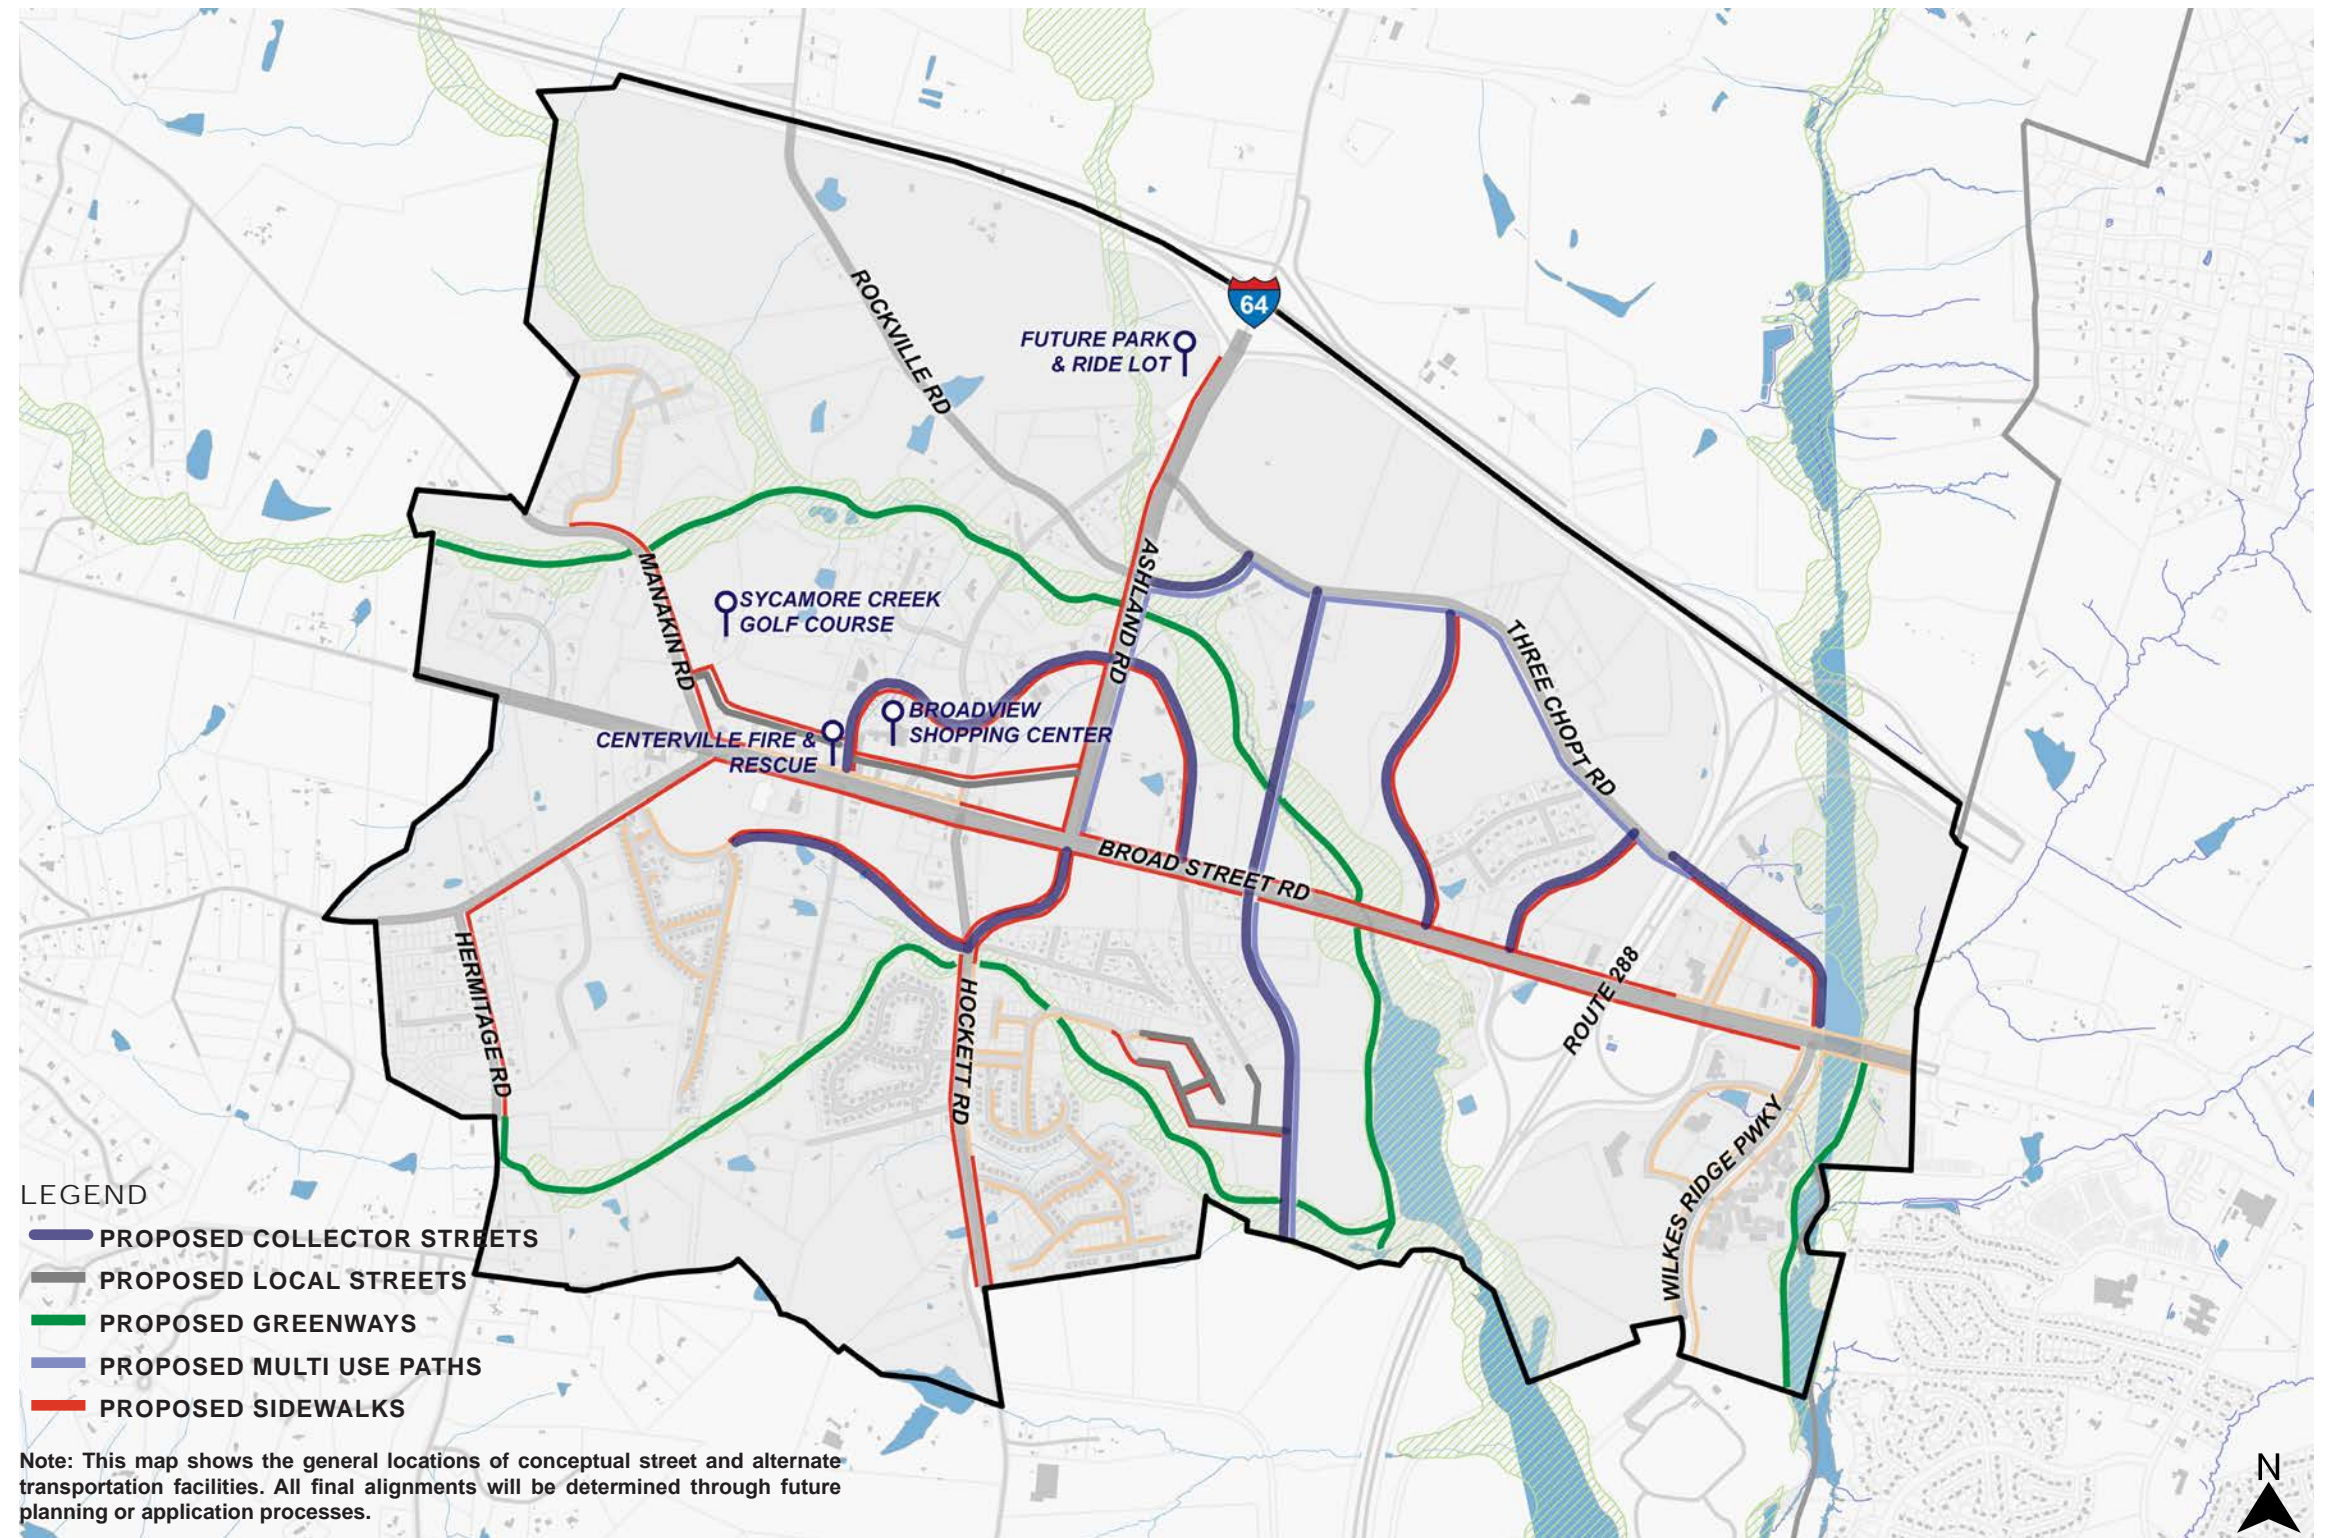 64
ROCKVILLE RD
FUTURE PARK
& RIDE LOT
ASHLAND RD
MANAKIN RD
SYCAMORE CREEK
GOLF COURSE
THREE CHOPT RD
BROADVIEW
SHOPPING CENTER
CENTERVILLE FIRE &
RESCUE
BROAD STREET RD
HERMITAGE RD
HOCKETT RD
ROUTE 288
WILKES RIDGE PWKY
LEGEND
PROPOSED COLLECTOR STREETS
PROPOSED LOCAL STREETS
PROPOSED GREENWAYS
PROPOSED MULTI USE PATHS
PROPOSED SIDEWALKS
Note: This map shows the general locations of conceptual street and alternate
transportation facilities. All final alignments will be determined through future
planning or application processes.
N